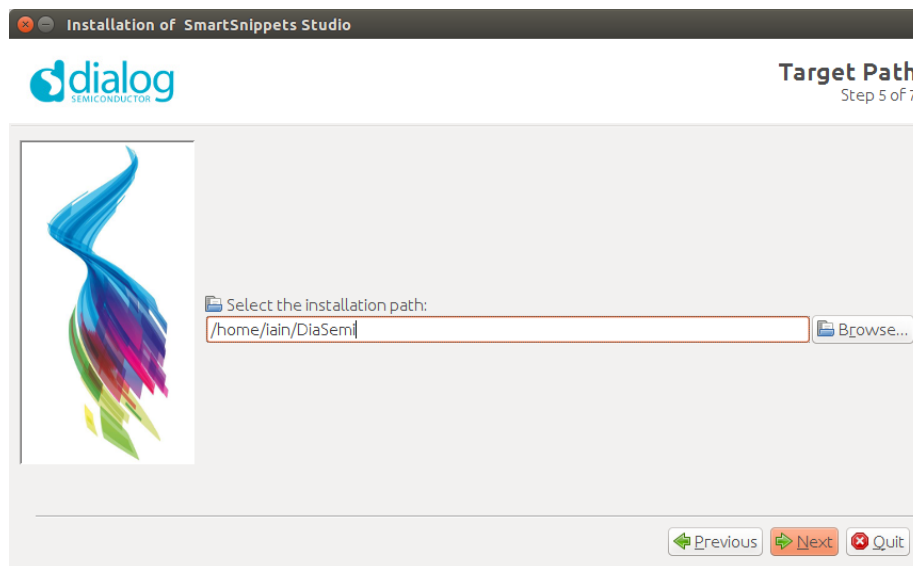 Installation of SmartSnippets Studio
dialog
SEMICONDUCTOR
Target Path
Step 5 of 7
Select the installation path:
/home/iain/DiaSemi
Browse...
Previous
Next
Quit